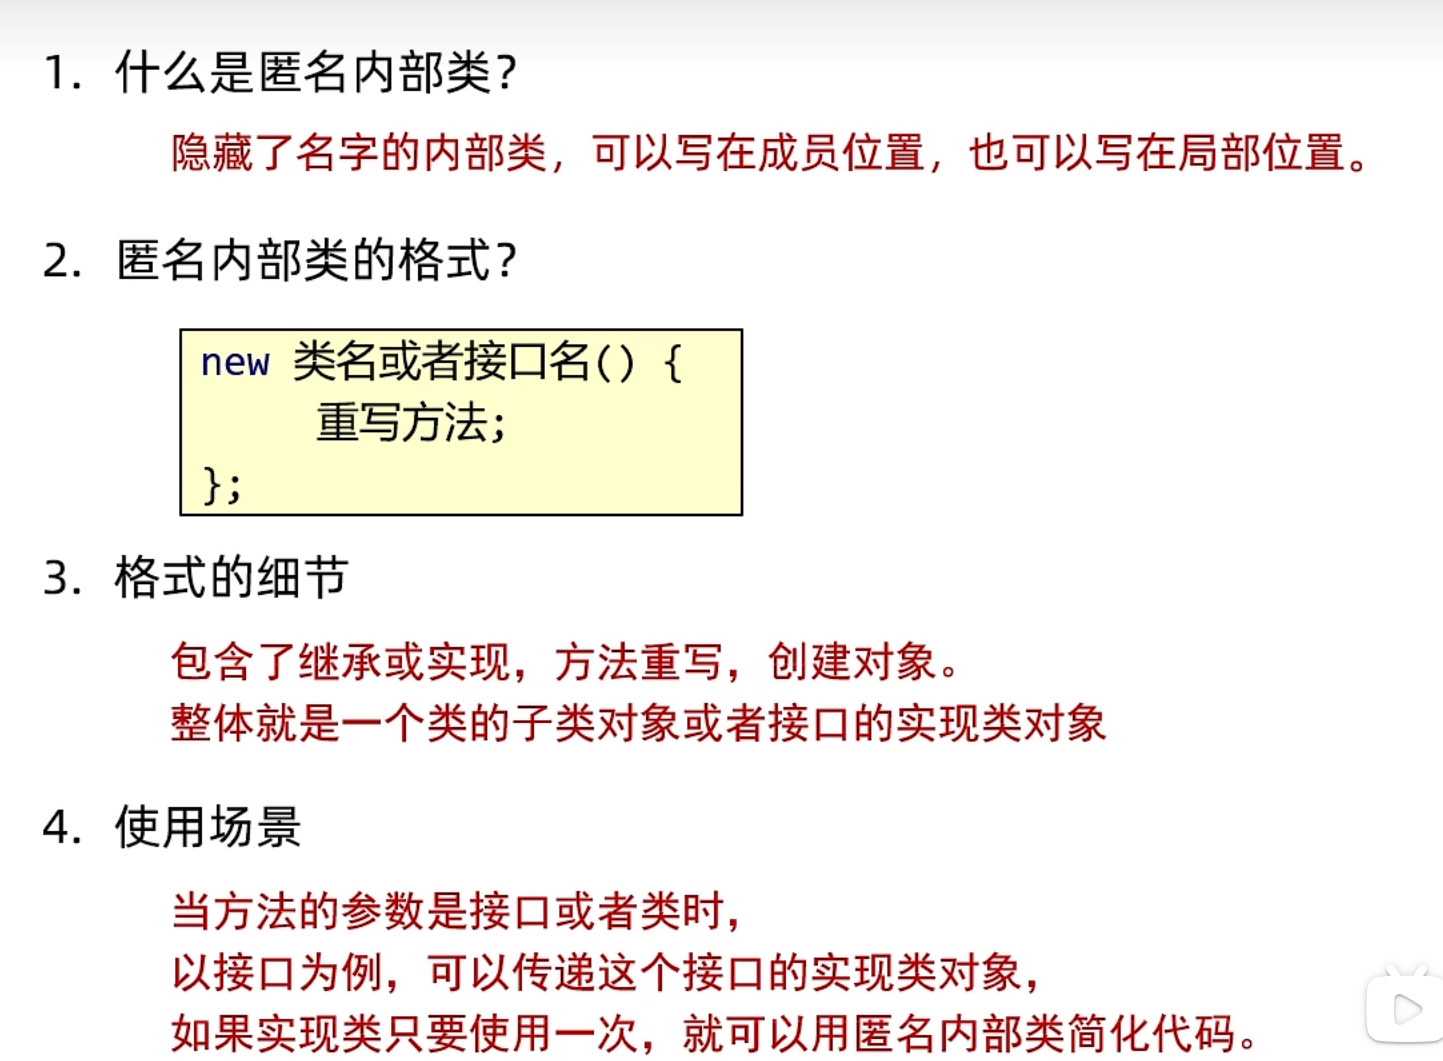 1. 什么是匿名内部类?
隐藏了名字的内部类，可以写在成员位置，也可以写在局部位置。
2. 匿名内部类的格式?
new 类名或者接口名() {
重写方法;
};
3. 格式的细节
包含了继承或实现，方法重写，创建对象。
整体就是一个类的子类对象或者接口的实现类对象
4. 使用场景
当方法的参数是接口或者类时，
以接口为例，可以传递这个接口的实现类对象，
如果实现类只要使用一次，就可以用匿名内部类简化代码。